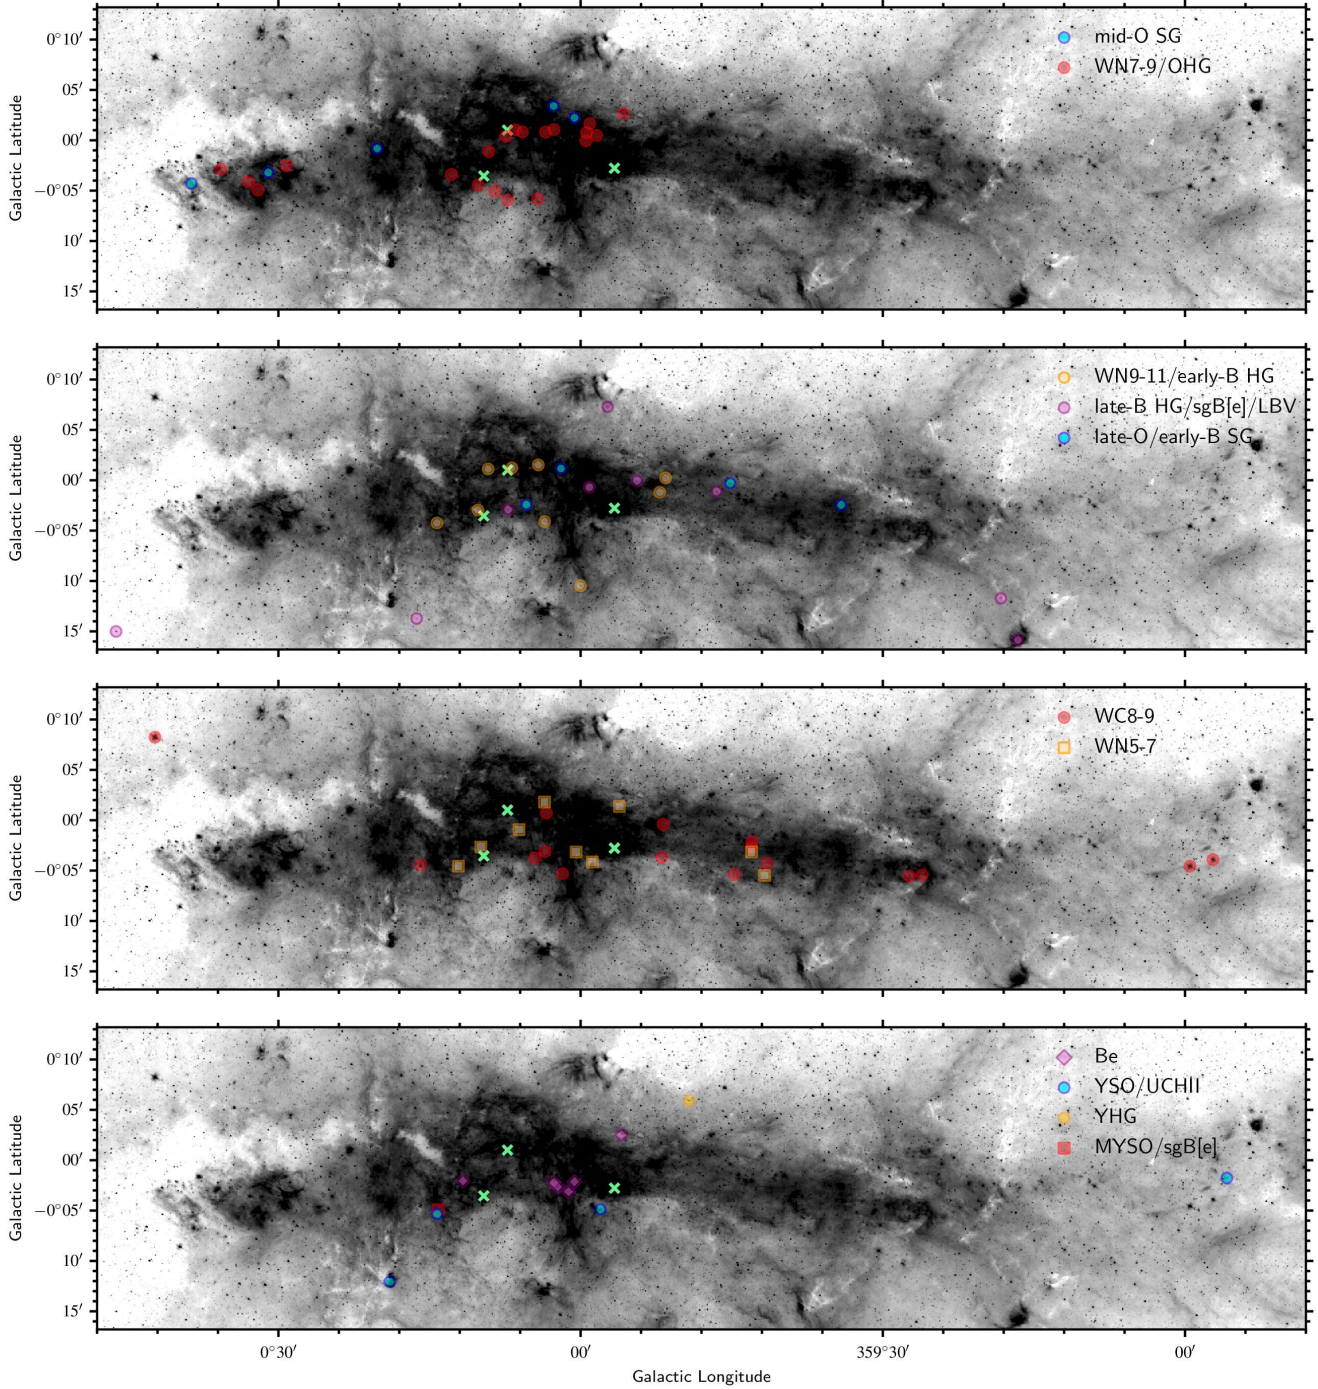 0°10′
05′
00′
−0°05′
10′
15′
Galactic Latitude
mid-O SG
WN7-9/OHG
0°10′
05′
00′
−0°05′
10′
15′
Galactic Latitude
WN9-11/early-B HG
late-B HG/sgB[e]/LBV
late-O/early-B SG
0°10′
05′
00′
−0°05′
10′
15′
Galactic Latitude
WC8-9
WN5-7
0°10′
05′
00′
−0°05′
10′
15′
Galactic Latitude
Be
YSO/UCHII
YHG
MYSO/sgB[e]
0°30′
00′
359°30′
00′
Galactic Longitude